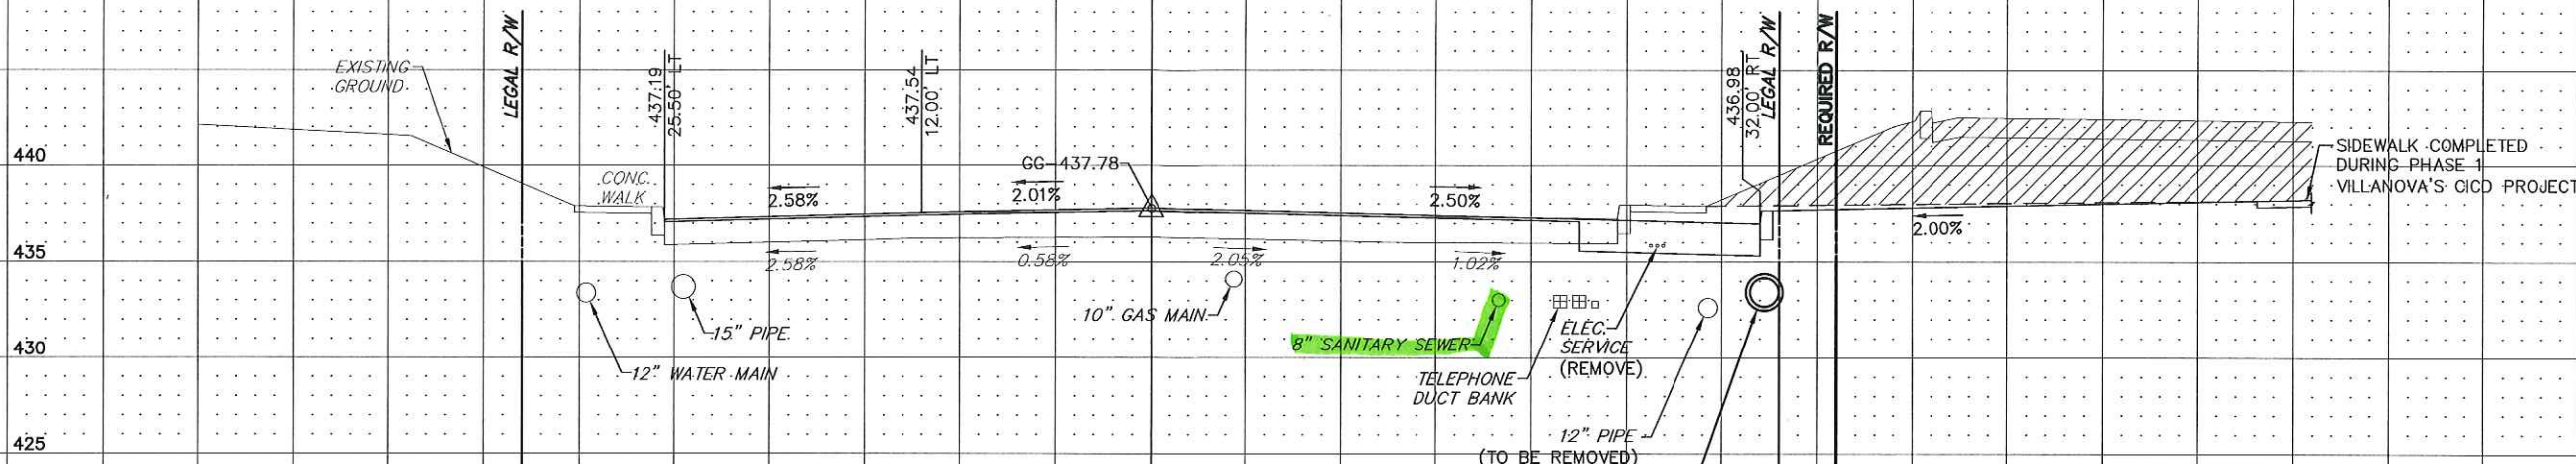 EXISTING
GROUND
LEGAL R/W
437.19
25.50' LT
437.54
12.00' LT
436.98
32.00' RT
LEGAL R/W
REQUIRED R/W
440
CONC.
WALK
GG-437.78
SIDEWALK COMPLETED
DURING PHASE 1
VILLANOVA'S CICD PROJECT
2.58%
2.01%
2.50%
2.00%
435
2.58%
0.58%
2.05%
1.02%
15" PIPE
10" GAS MAIN
8" SANITARY SEWER
ELEC.
SERVICE
(REMOVE)
430
12" WATER MAIN
TELEPHONE
DUCT BANK
425
12" PIPE
(TO BE REMOVED)